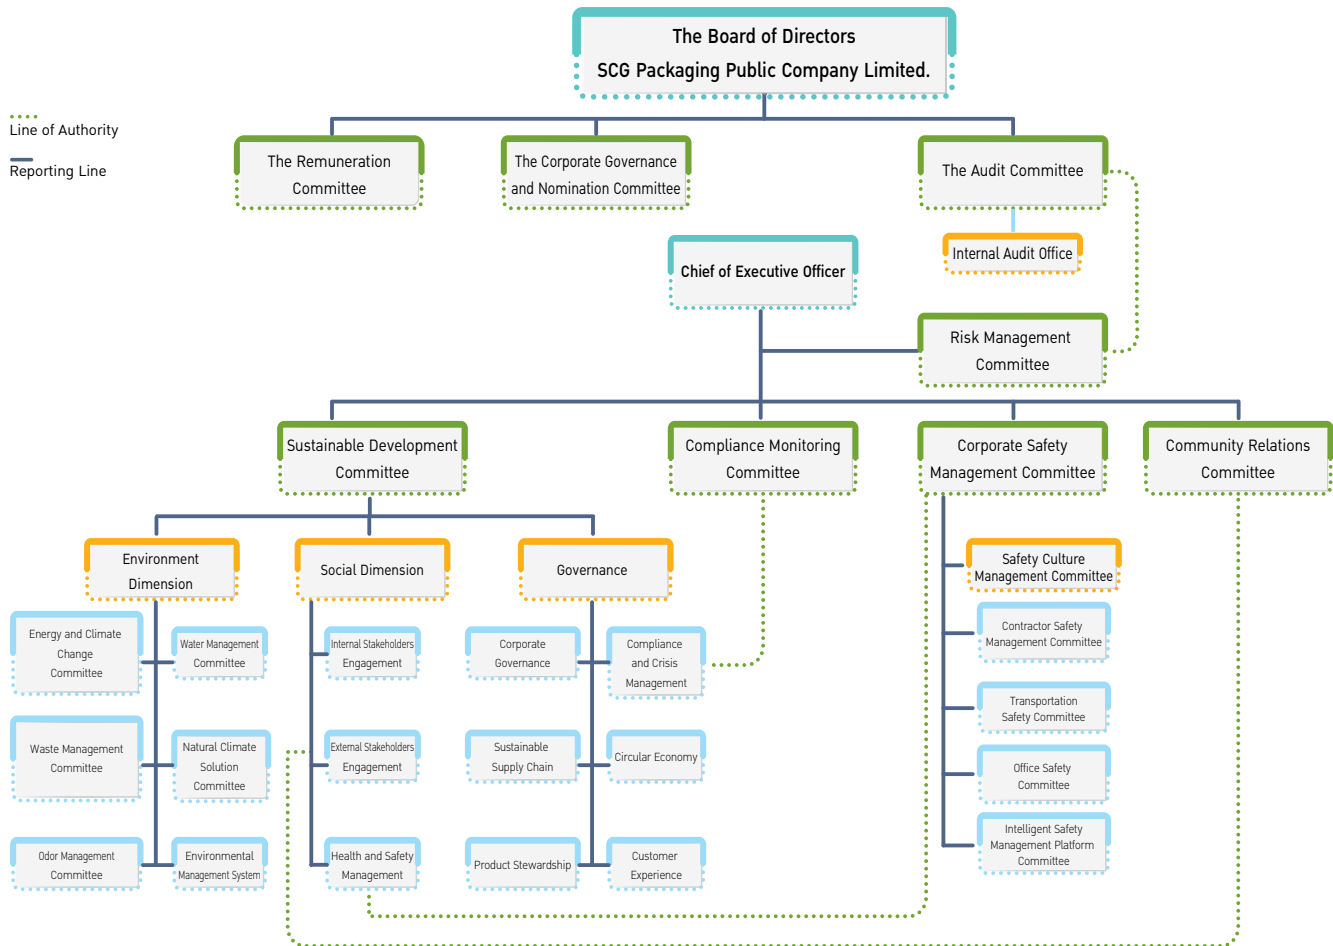 The Board of Directors
SCG Packaging Public Company Limited.
Line of Authority
Reporting Line
The Remuneration
Committee
The Corporate Governance
and Nomination Committee
The Audit Committee
Internal Audit Office
Chief of Executive Officer
Risk Management
Committee
Sustainable Development
Committee
Compliance Monitoring
Committee
Corporate Safety
Management Committee
Community Relations
Committee
Environment
Dimension
Social Dimension
Governance
Safety Culture
Management Committee
Energy and Climate
Change
Committee
Water Management
Committee
Internal Stakeholders
Engagement
Corporate
Governance
Compliance
and Crisis
Management
Contractor Safety
Management Committee
Transportation
Safety Committee
Waste Management
Committee
Natural Climate
Solution
Committee
External Stakeholders
Engagement
Sustainable
Supply Chain
Circular Economy
Office Safety
Committee
Intelligent Safety
Management Platform
Committee
Odor Management
Committee
Environmental
Management System
Health and Safety
Management
Product Stewardship
Customer
Experience